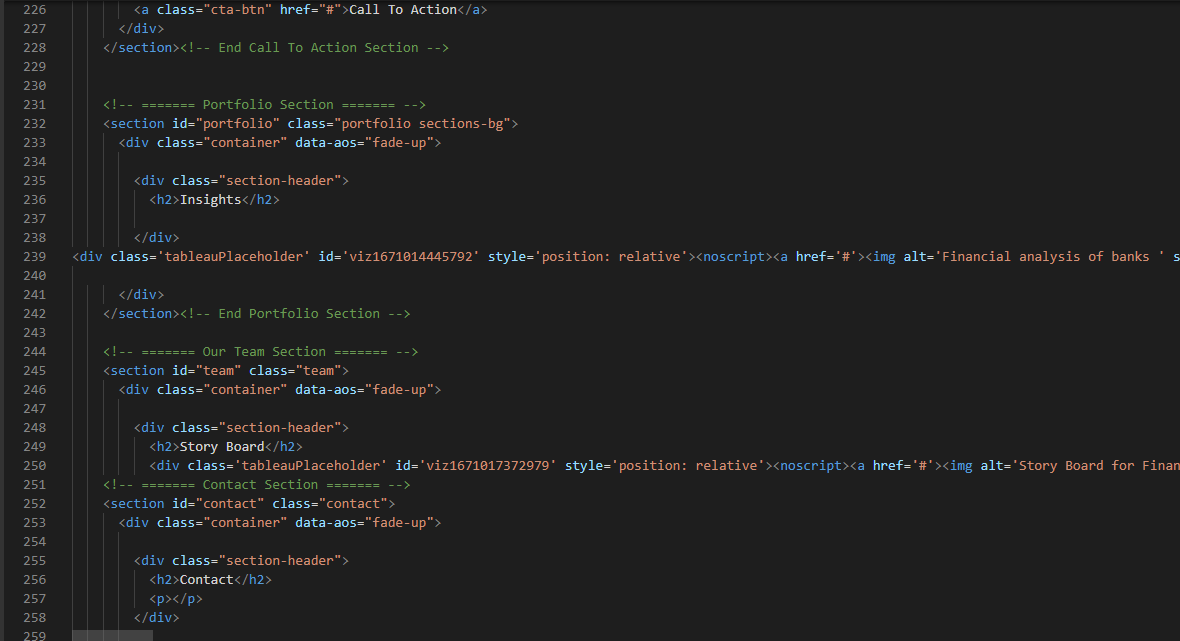 226 <a class="cta-btn" href="#">Call To Action</a>
227 </div>
228 </section><!-- End Call To Action Section -->
229
230
231 <!-- ======= Portfolio Section ======= -->
232 <section id="portfolio" class="portfolio sections-bg">
233 <div class="container" data-aos="fade-up">
234
235 <div class="section-header">
236 <h2>Insights</h2>
237
238 </div>
239 <div class='tableauPlaceholder' id='viz1671014445792' style='position: relative'><noscript><a href='#'><img alt='Financial analysis of banks ' s
240
241 </div>
242 </section><!-- End Portfolio Section -->
243
244 <!-- ======= Our Team Section ======= -->
245 <section id="team" class="team">
246 <div class="container" data-aos="fade-up">
247
248 <div class="section-header">
249 <h2>Story Board</h2>
250 <div class='tableauPlaceholder' id='viz1671017372979' style='position: relative'><noscript><a href='#'><img alt='Story Board for Finan
251 <!-- ======= Contact Section ======= -->
252 <section id="contact" class="contact">
253 <div class="container" data-aos="fade-up">
254
255 <div class="section-header">
256 <h2>Contact</h2>
257 <p></p>
258 </div>
259